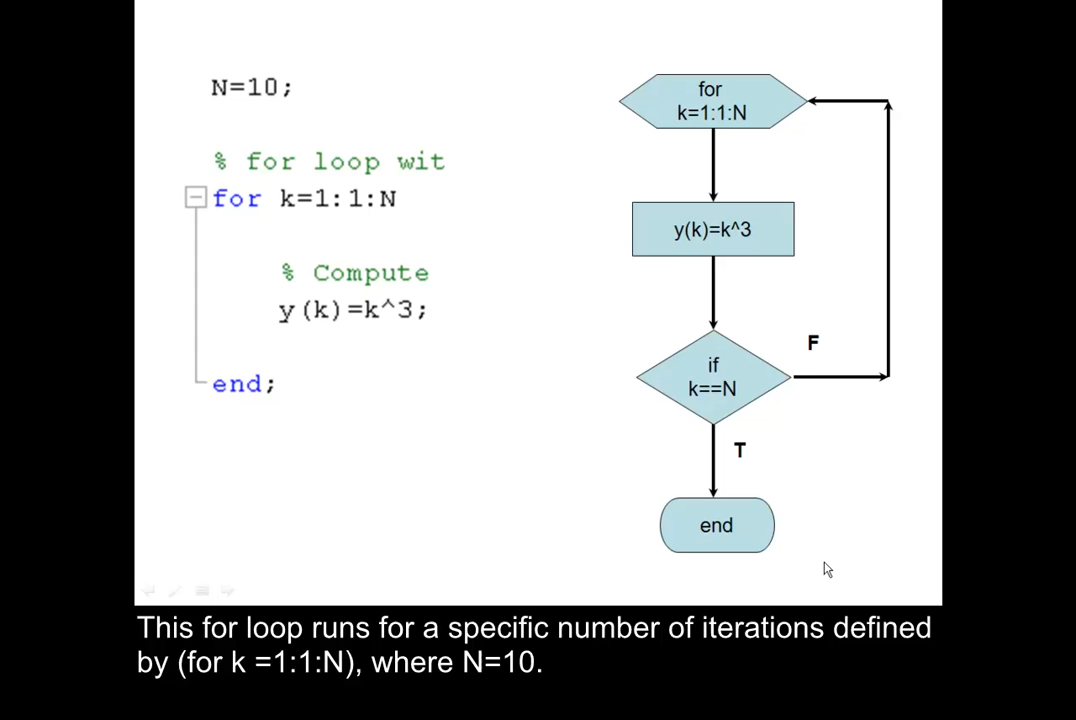 N=10;
% for loop wit
for k=1:1:N
% Compute
y(k)=k^3;
end;
for
k=1:1:N
y(k)=k^3
if
k==N
F
T
end
This for loop runs for a specific number of iterations defined
by (for k =1:1:N), where N=10.